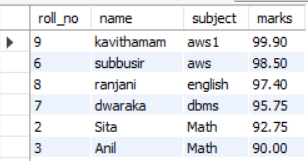 roll_no name subject marks
9 kavithamam aws1 99.90
6 subbusir aws 98.50
8 ranjani english 97.40
7 dwaraka dbms 95.75
2 Sita Math 92.75
3 Anil Math 90.00